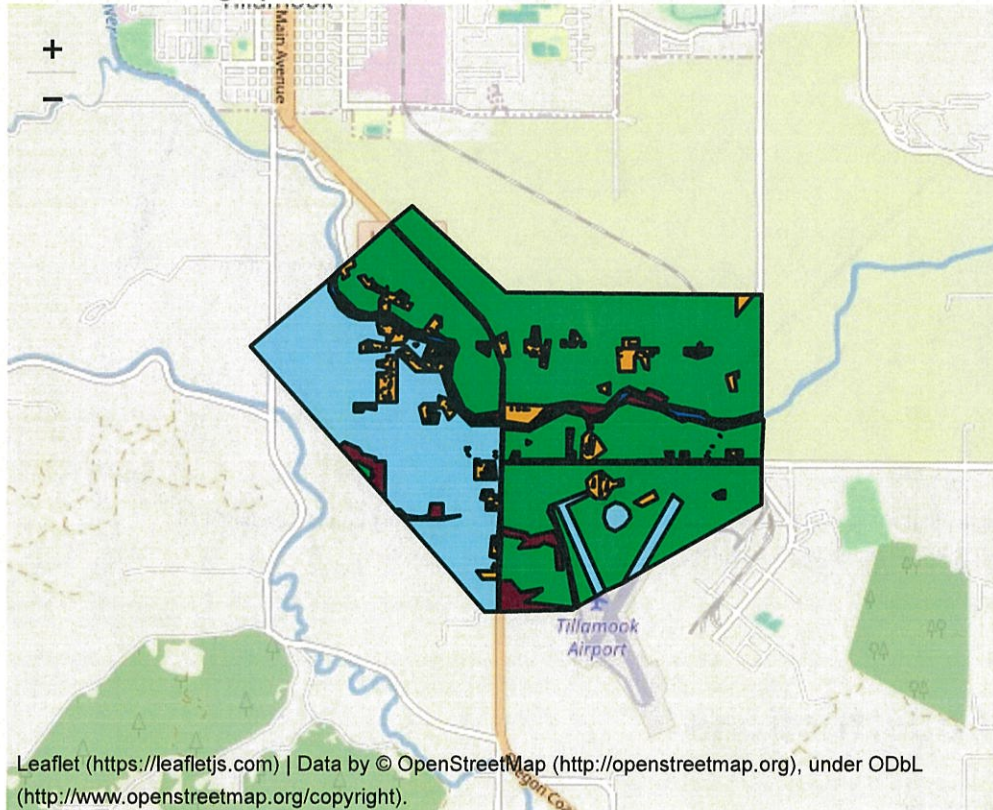 Tillamook
+
Main Avenue
−
Tillamook
Airport
Leaflet (https://leafletjs.com) | Data by © OpenStreetMap (http://openstreetmap.org), under ODbL
(http://www.openstreetmap.org/copyright).